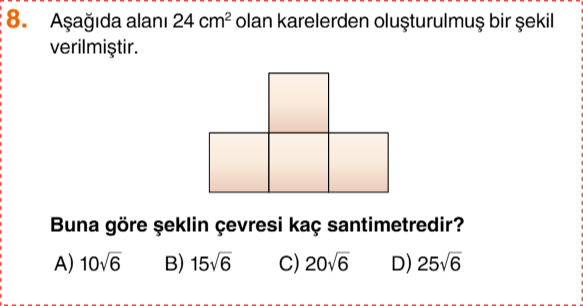 8. Aşağıda alanı 24 cm² olan karelerden oluşturulmuş bir şekil
verilmiştir.
Buna göre şeklin çevresi kaç santimetredir?
A) 10√6 B) 15√6 C) 20√6 D) 25√6